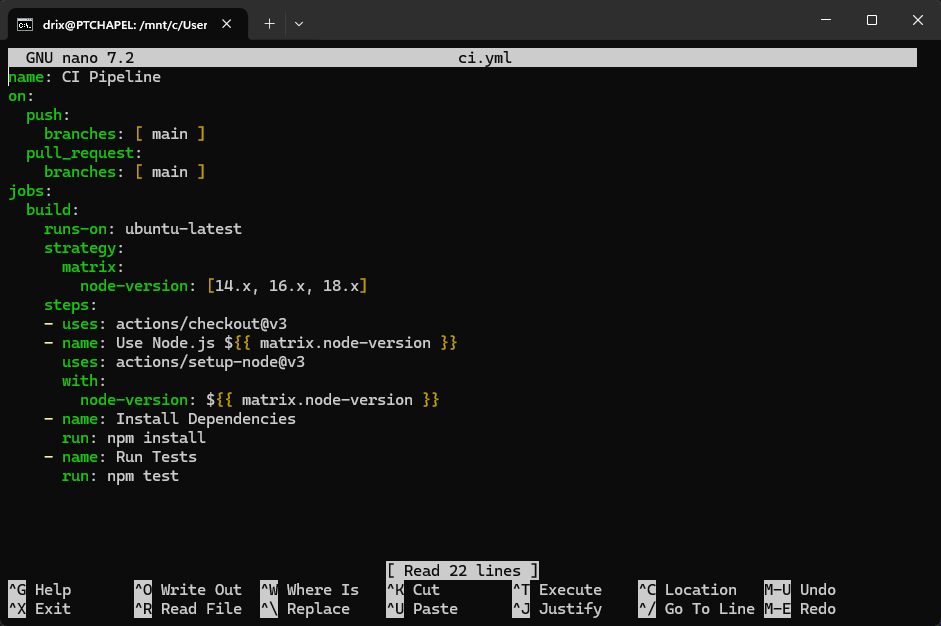 drix@PTCHAPEL: /mnt/c/User
GNU nano 7.2 ci.yml
name: CI Pipeline
on:
  push:
    branches: [ main ]
  pull_request:
    branches: [ main ]
jobs:
  build:
    runs-on: ubuntu-latest
    strategy:
      matrix:
        node-version: [14.x, 16.x, 18.x]
    steps:
    - uses: actions/checkout@v3
    - name: Use Node.js ${{ matrix.node-version }}
      uses: actions/setup-node@v3
      with:
        node-version: ${{ matrix.node-version }}
    - name: Install Dependencies
      run: npm install
    - name: Run Tests
      run: npm test
[ Read 22 lines ]
^G Help ^O Write Out ^W Where Is ^K Cut ^T Execute ^C Location M-U Undo
^X Exit ^R Read File ^\ Replace ^U Paste ^J Justify ^/ Go To Line M-E Redo